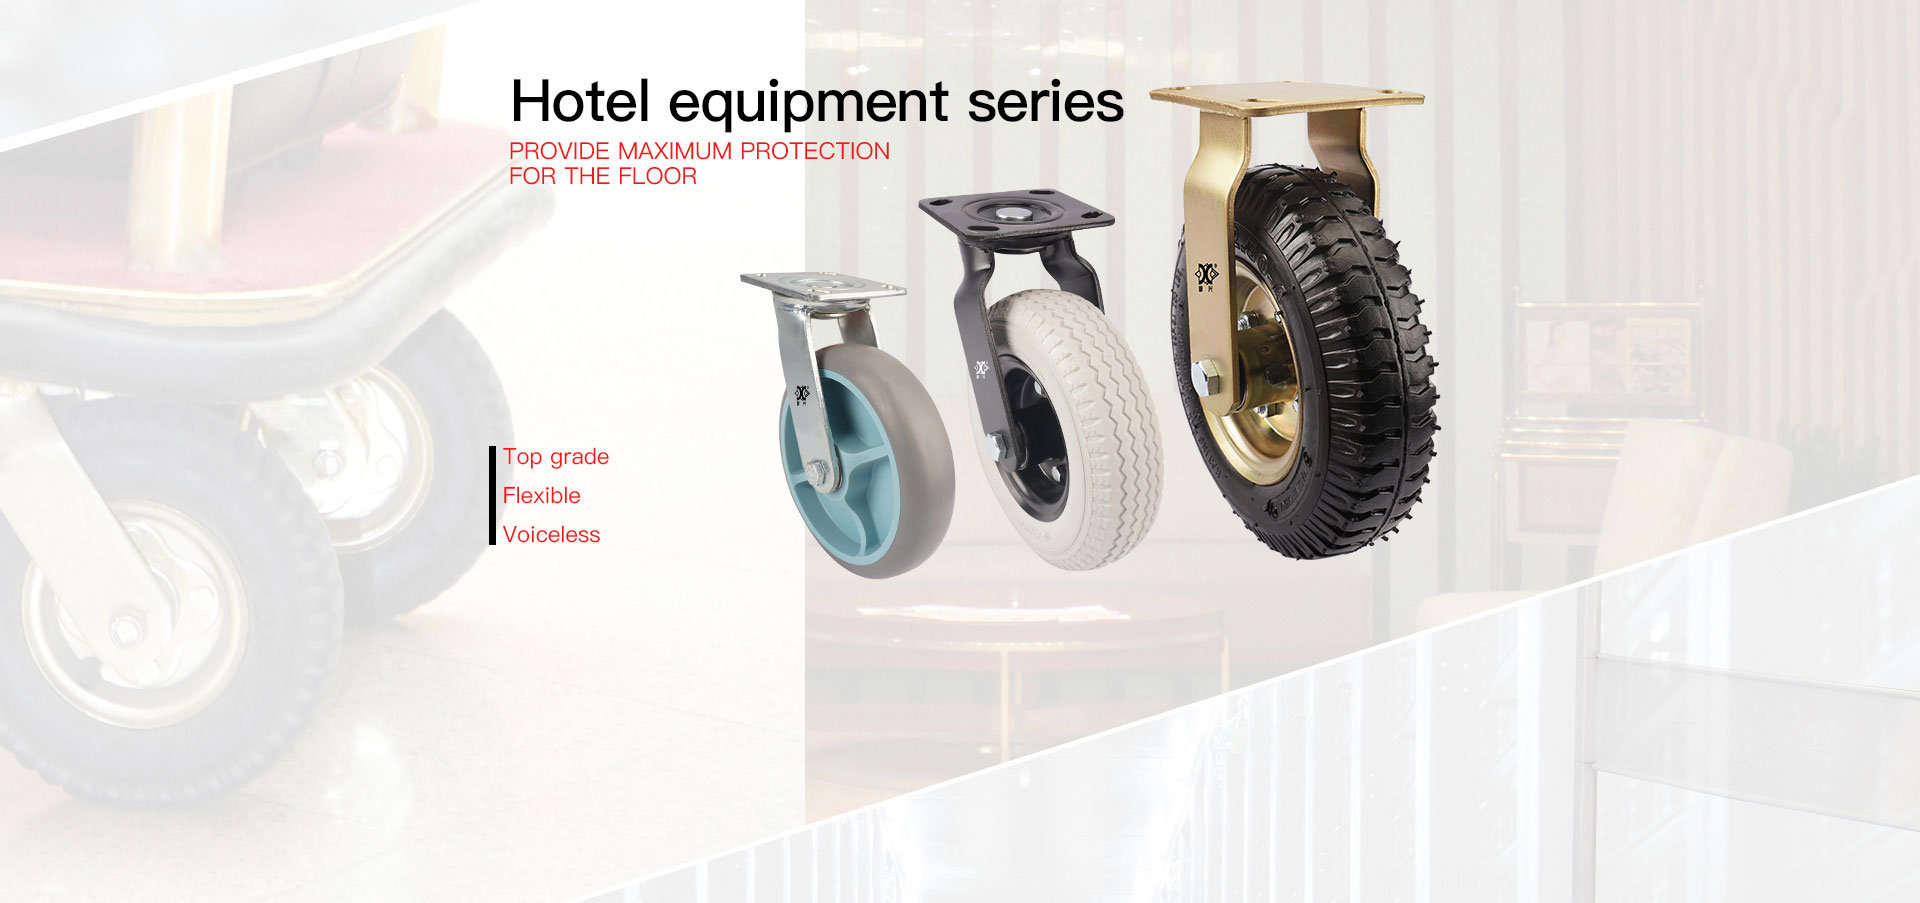 Hotel equipment series
PROVIDE MAXIMUM PROTECTION
FOR THE FLOOR
Top grade
Flexible
Voiceless